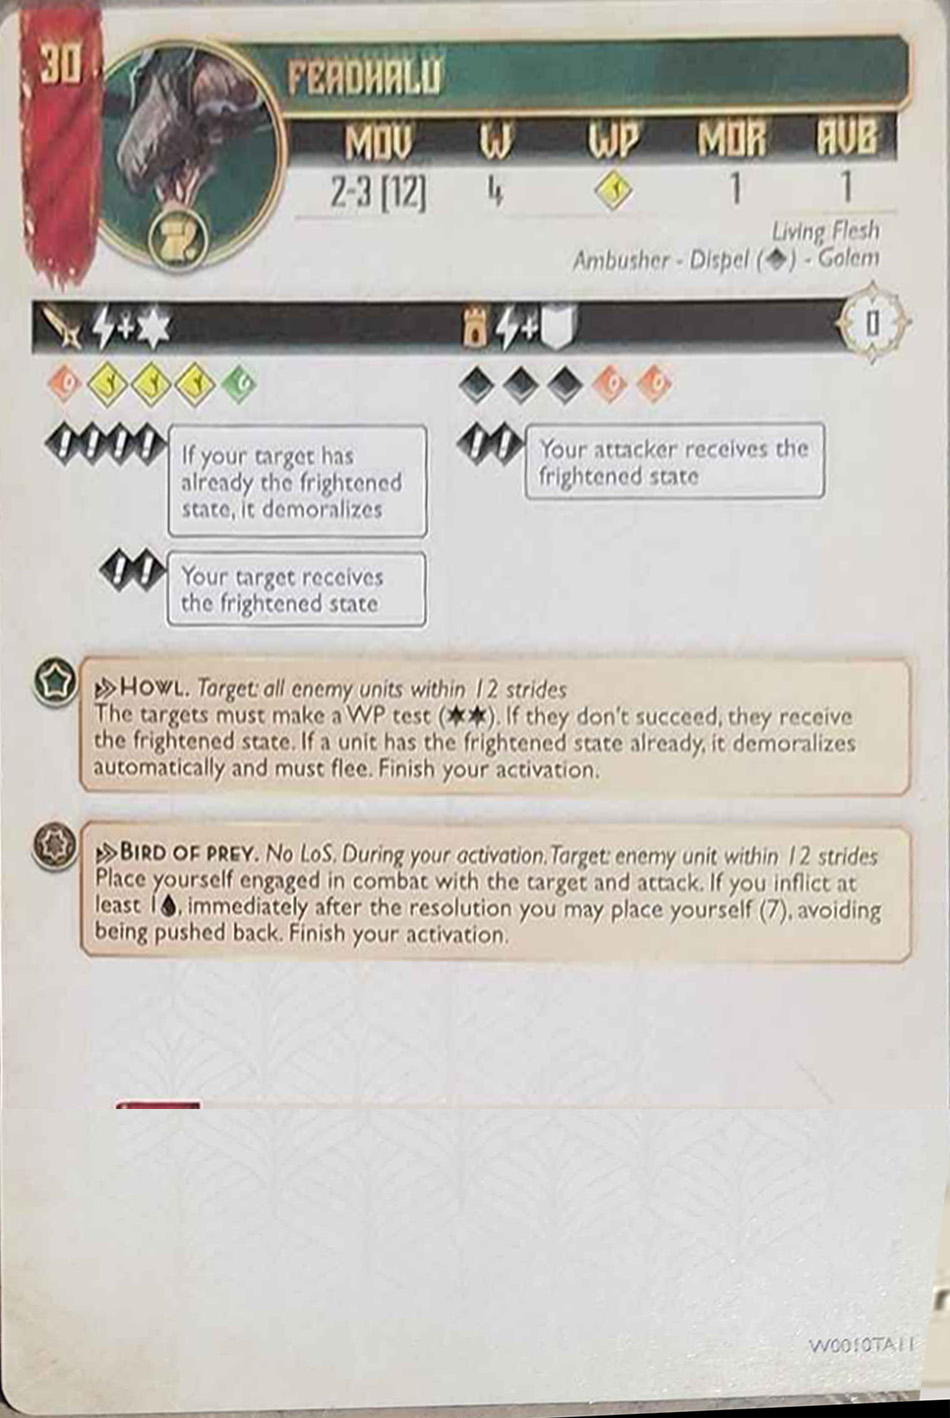 30
FEADHALU
MOV W WP MOR AVB
2-3 [12] 4 1 1
Living Flesh
Ambusher - Dispel ( ) - Golem
+ + 0
If your target has
already the frightened
state, it demoralizes
Your attacker receives the
frightened state
Your target receives
the frightened state
HOWL. Target: all enemy units within 12 strides
The targets must make a WP test (★★). If they don't succeed, they receive
the frightened state. If a unit has the frightened state already, it demoralizes
automatically and must flee. Finish your activation.
BIRD OF PREY. No LoS. During your activation. Target: enemy unit within 12 strides
Place yourself engaged in combat with the target and attack. If you inflict at
least 1, immediately after the resolution you may place yourself (7), avoiding
being pushed back. Finish your activation.